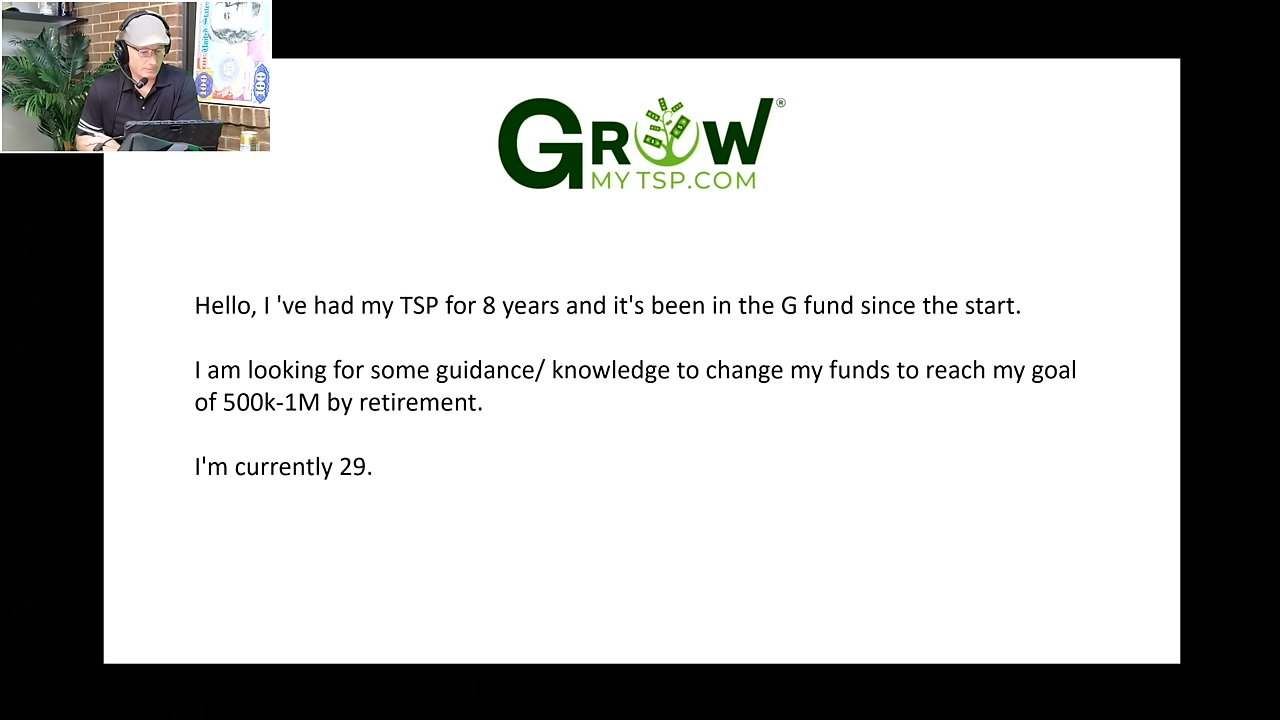 GROW®
MYTSP.COM
Hello, I 've had my TSP for 8 years and it's been in the G fund since the start.
I am looking for some guidance/ knowledge to change my funds to reach my goal
of 500k-1M by retirement.
I'm currently 29.